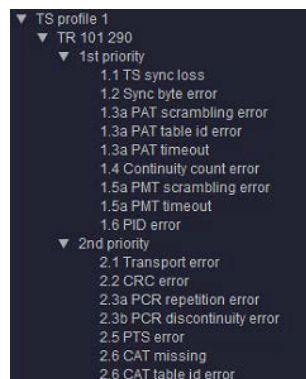 TS profile 1
TR 101 290
1st priority
1.1 TS sync loss
1.2 Sync byte error
1.3a PAT scrambling error
1.3a PAT table id error
1.3a PAT timeout
1.4 Continuity count error
1.5a PMT scrambling error
1.5a PMT timeout
1.6 PID error
2nd priority
2.1 Transport error
2.2 CRC error
2.3a PCR repetition error
2.3b PCR discontinuity error
2.5 PTS error
2.6 CAT missing
2.6 CAT table id error